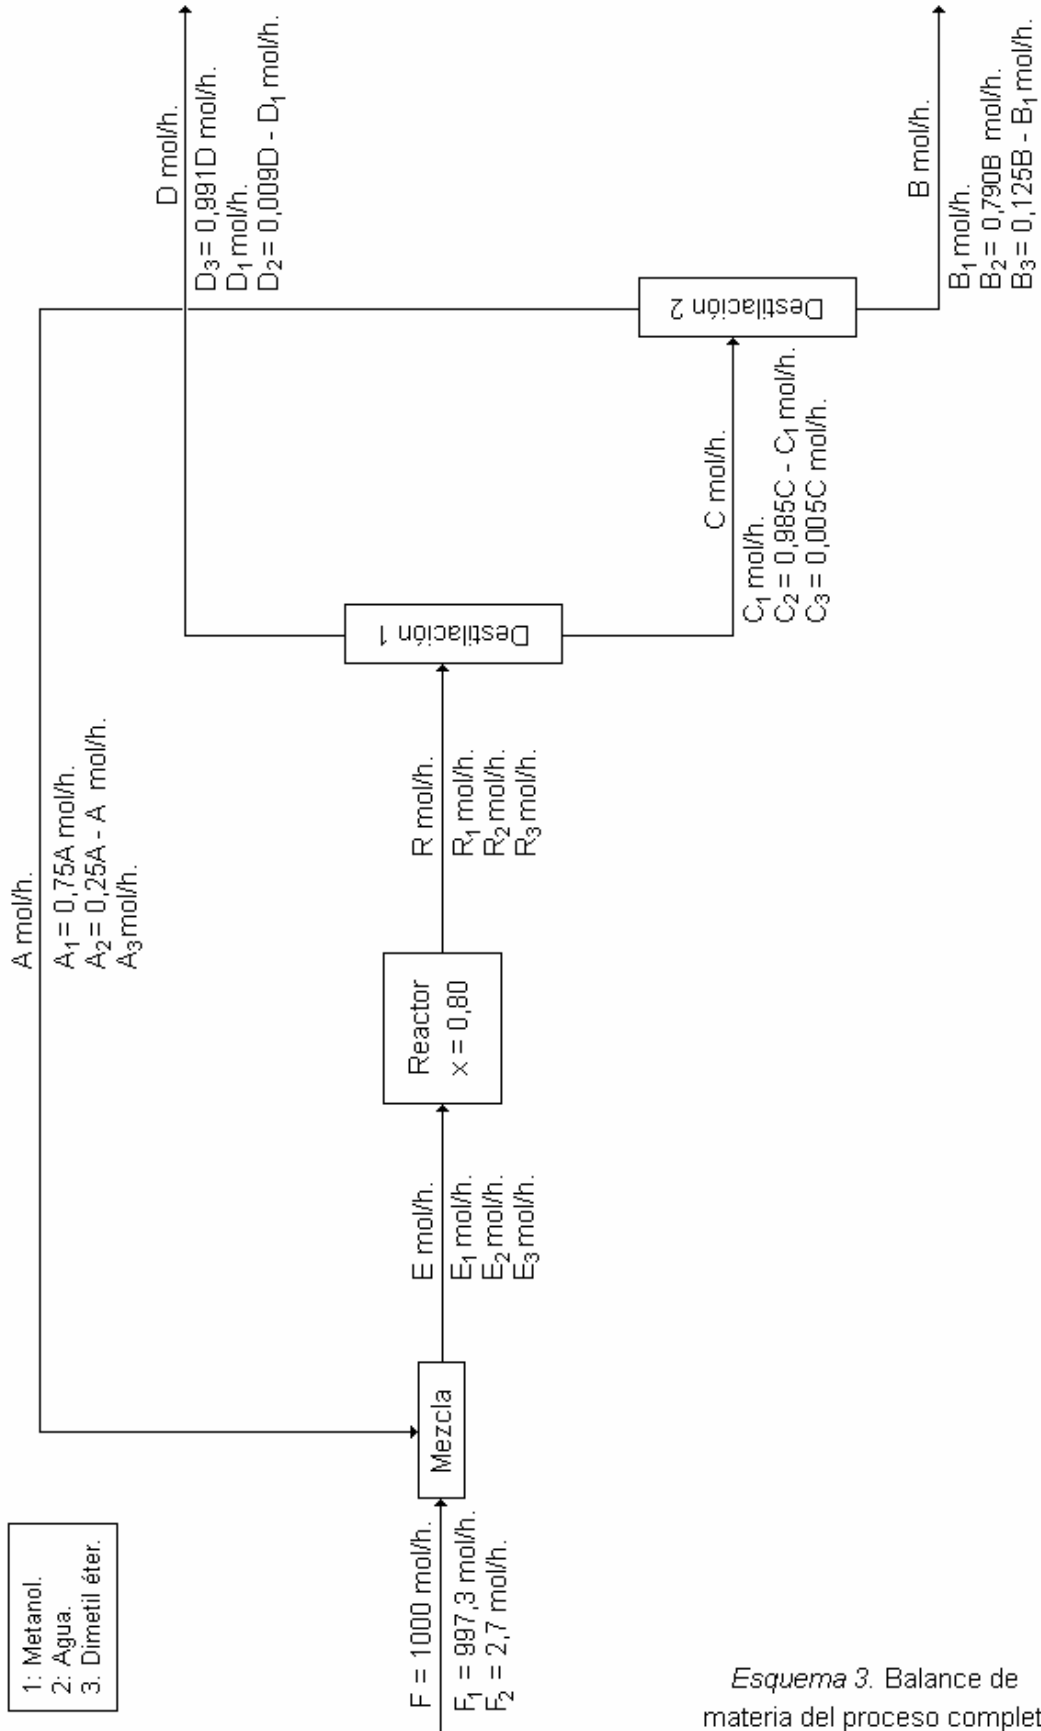 1: Metanol.
2: Agua.
3. Dimetil éter.
F = 1000 mol/h.
F₁ = 997,3 mol/h.
F₂ = 2,7 mol/h.
Mezcla
E mol/h.
E₁ mol/h.
E₂ mol/h.
E₃ mol/h.
Reactor
x = 0,80
A mol/h.
A₁ = 0,75A mol/h.
A₂ = 0,25A - A mol/h.
A₃ mol/h.
R mol/h.
R₁ mol/h.
R₂ mol/h.
R₃ mol/h.
Destilación 1
D mol/h.
D₃ = 0,991D mol/h.
D₁ mol/h.
D₂ = 0,009D - D₁ mol/h.
C mol/h.
C₁ mol/h.
C₂ = 0,985C - C₁ mol/h.
C₃ = 0,005C mol/h.
Destilación 2
B mol/h.
B₁ mol/h.
B₂ = 0,790B mol/h.
B₃ = 0,125B - B₁ mol/h.
Esquema 3. Balance de
materia del proceso complet